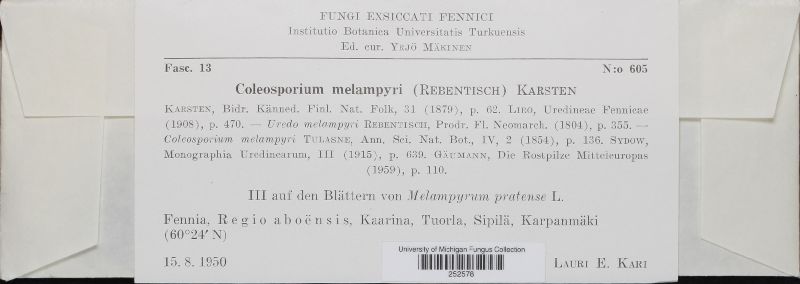 FUNGI EXSICCATI FENNICI
Institutio Botanica Universitatis Turkuensis
Ed. cur. YRJÖ MÄKINEN
Fasc. 13 N:o 605
Coleosporium melampyri (REBENTISCH) KARSTEN
KARSTEN, Bidr. Känned. Finl. Nat. Folk, 31 (1879), p. 62. LIRO, Uredineae Fennicae
(1908), p. 470. — Uredo melampyri REBENTISCH, Prodr. Fl. Neomarch. (1804), p. 355. —
Coleosporium melampyri TULASNE, Ann. Sci. Nat. Bot., IV, 2 (1854), p. 136. SYDOW,
Monographia Uredinearum, III (1915), p. 639. GÄUMANN, Die Rostpilze Mitteleuropas
(1959), p. 110.
III auf den Blättern von Melampyrum pratense L.
Fennia, Regio aboënsis, Kaarina, Tuorla, Sipilä, Karpanmäki
(60°24′ N)
University of Michigan Fungus Collection
252576
15. 8. 1950 LAURI E. KARI